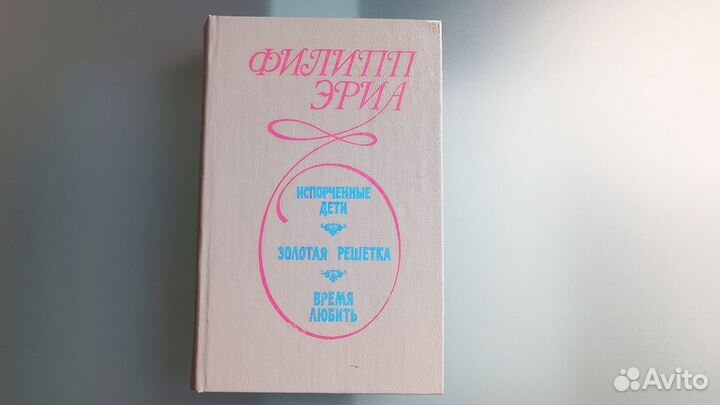 ФИЛИПП
ЭРИА
ИСПОРЧЕННЫЕ
ДЕТИ
ЗОЛОТАЯ РЕШЕТКА
ВРЕМЯ
ЛЮБИТЬ
Avito